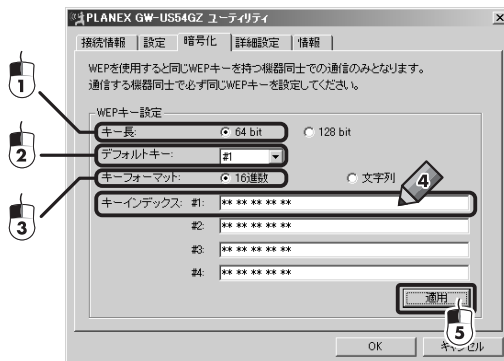 PLANEX GW-US54GZ ユーティリティ
接続情報 設定 暗号化 詳細設定 情報
WEPを使用すると同じWEPキーを持つ機器同士での通信のみとなります。
通信する機器同士で必ず同じWEPキーを設定してください。
WEPキー設定
1
キー長: 64 bit 128 bit
2
デフォルトキー: #1
3
キーフォーマット: 16進数 文字列
4
キーインデックス: #1: ** ** ** ** **
#2: ** ** ** ** **
#3: ** ** ** ** **
#4: ** ** ** ** **
適用
5
OK キャンセル